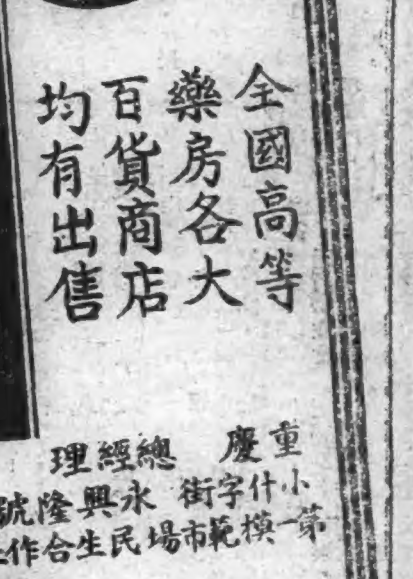 全國高等
藥房各大
百貨商店
均有出售
重慶 總經理
小什字街 永興隆號
第一模範市場民生合作